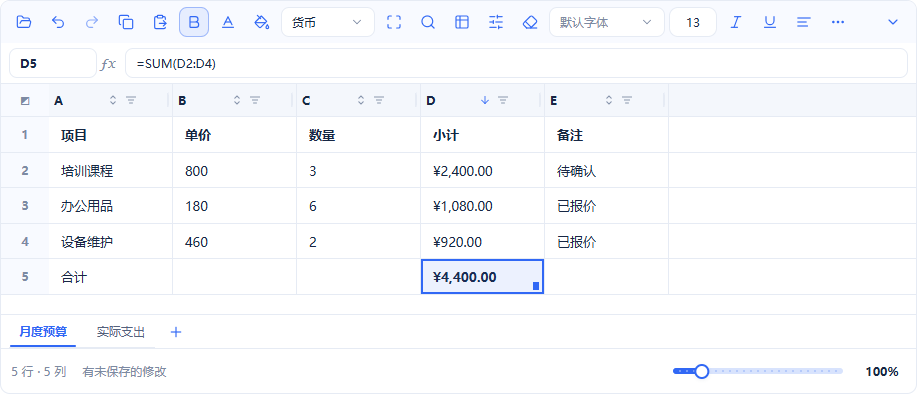 B A 货币 默认字体 13 I U
D5 fx =SUM(D2:D4)
A B C D E
1 项目 单价 数量 小计 备注
2 培训课程 800 3 ¥2,400.00 待确认
3 办公用品 180 6 ¥1,080.00 已报价
4 设备维护 460 2 ¥920.00 已报价
5 合计 ¥4,400.00
月度预算 实际支出 +
5 行 · 5 列 有未保存的修改 100%